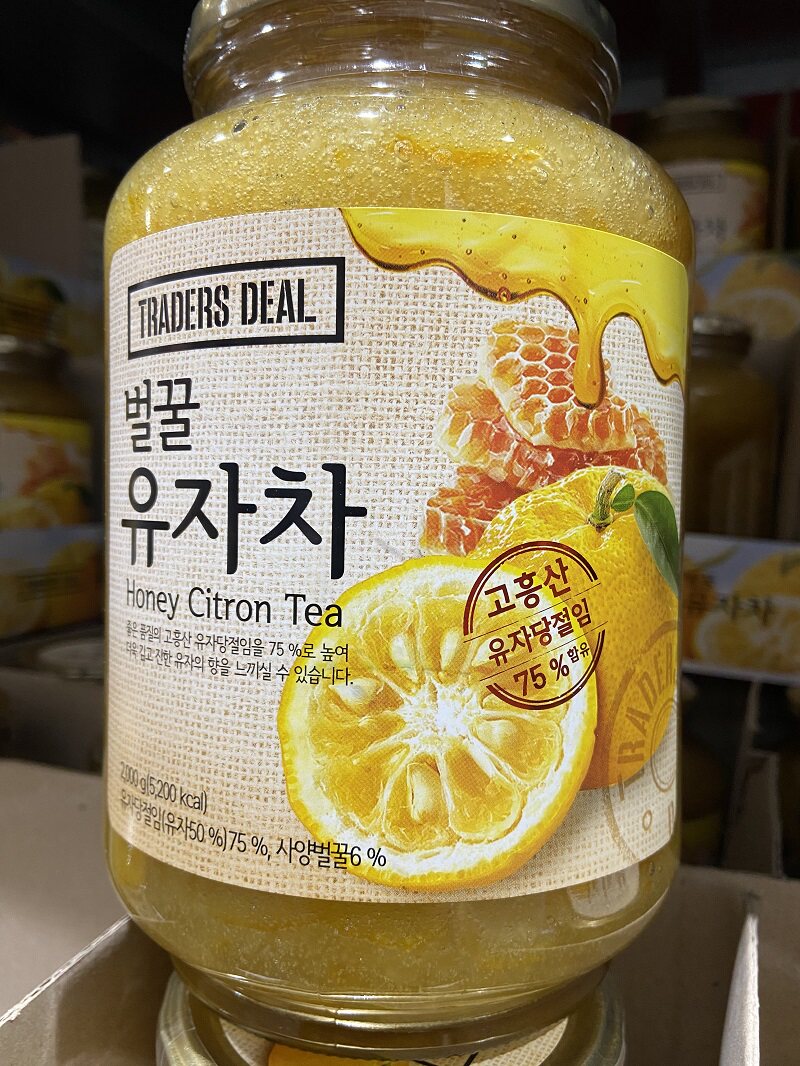 TRADERS DEAL
벌꿀
유자차
Honey Citron Tea
좋은 품질의 고흥산 유자당절임을 75 %로 높여
더욱 깊고 진한 유자의 향을 느끼실 수 있습니다.
고흥산
유자당절임
75 % 함유
2,000 g(5,200 kcal)
유자당절임(유자50 %)75 %, 사양벌꿀6 %
TRADE
유자차